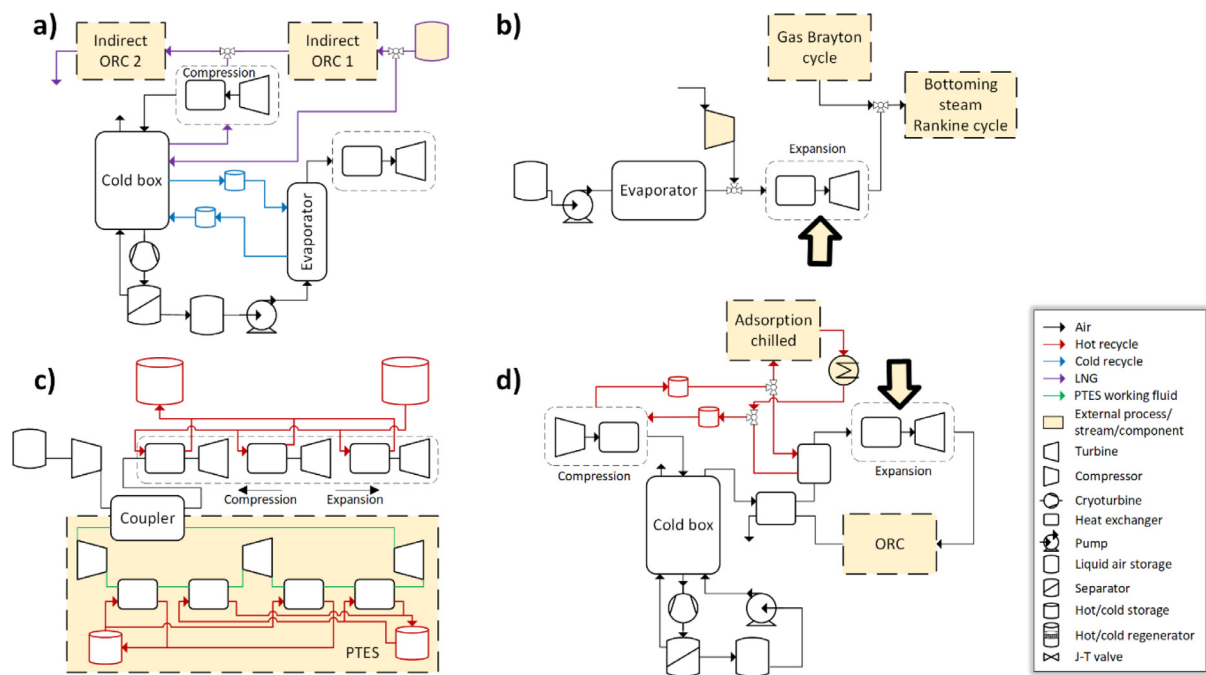 a)
Indirect
ORC 2
Indirect
ORC 1
Compression
Cold box
Evaporator
b)
Gas Brayton
cycle
Bottoming
steam
Rankine cycle
Expansion
Evaporator
c)
Compression
Expansion
Coupler
PTES
d)
Adsorption
chilled
Compression
Expansion
Cold box
ORC
Air
Hot recycle
Cold recycle
LNG
PTES working fluid
External process/
stream/component
Turbine
Compressor
Cryoturbine
Heat exchanger
Pump
Liquid air storage
Separator
Hot/cold storage
Hot/cold regenerator
J-T valve